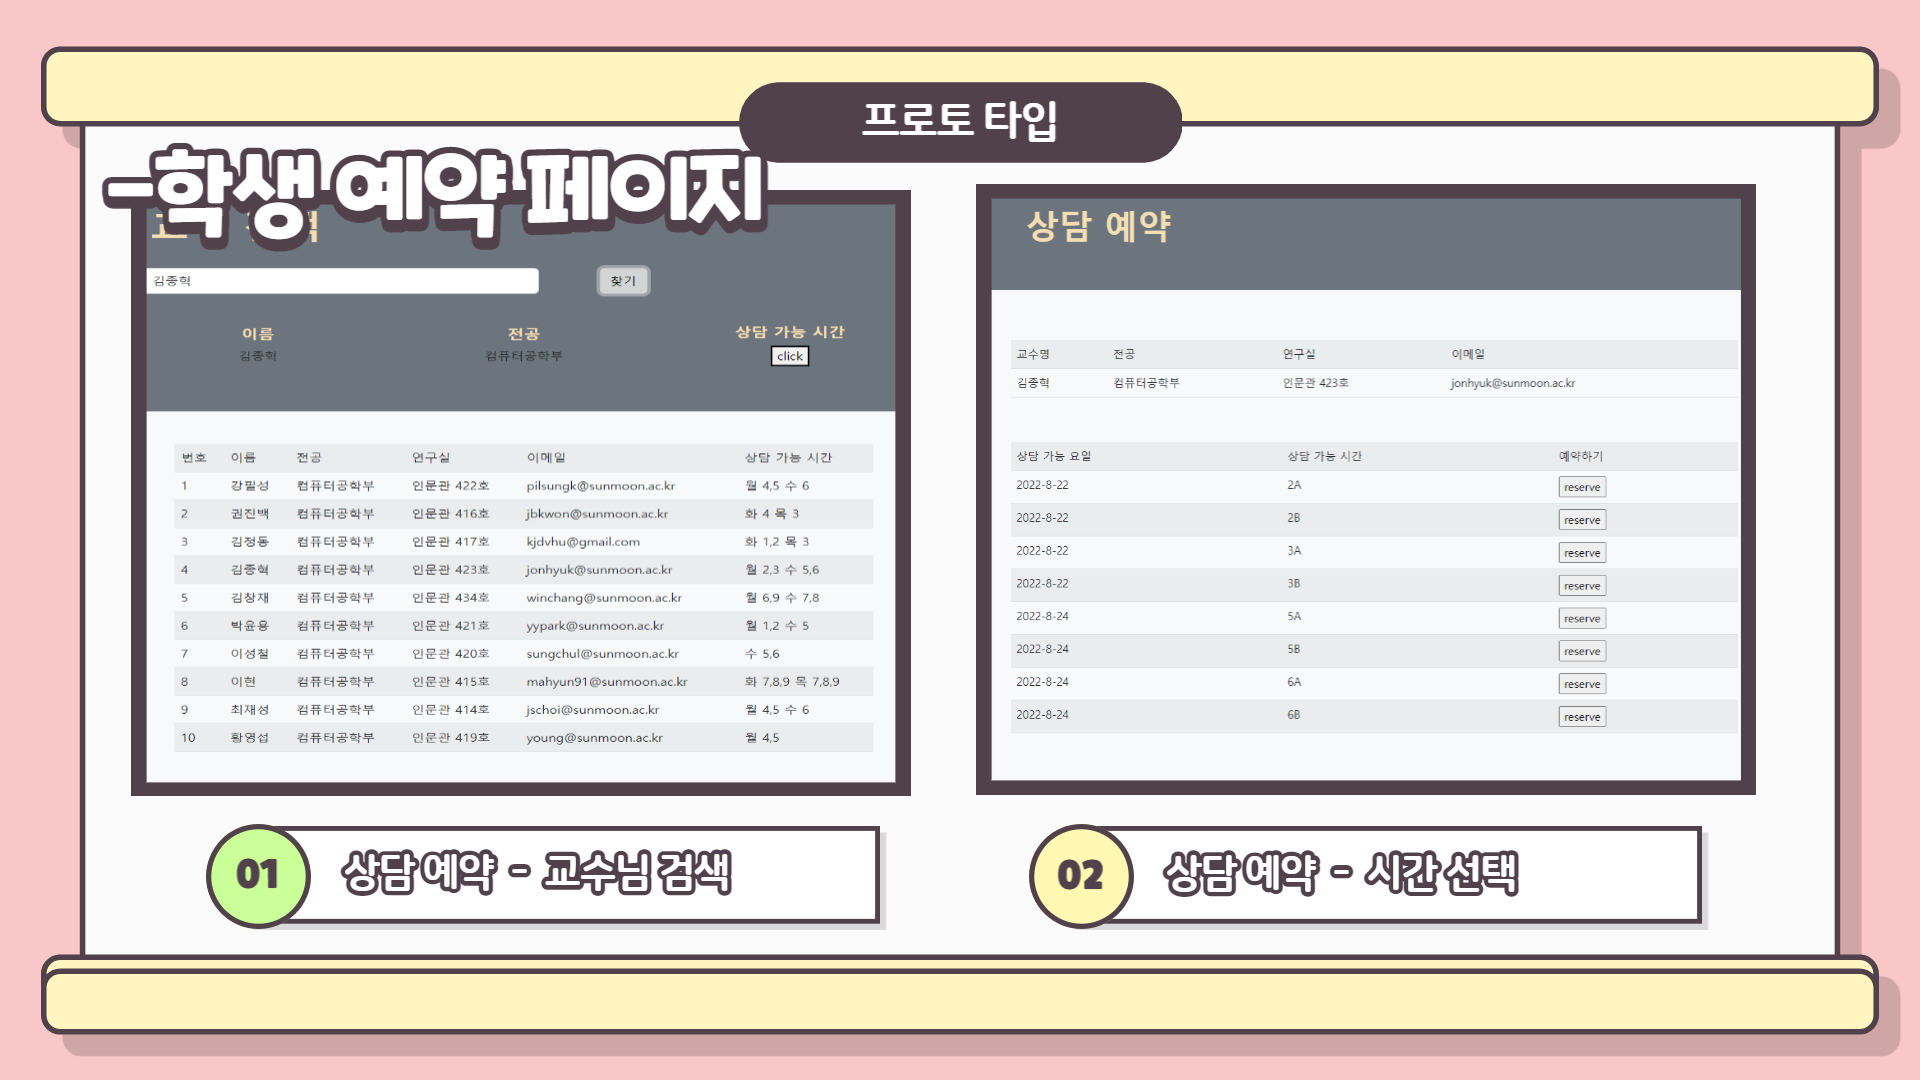 프로토 타입
-학생 예약 페이지
김종혁 찾기
이름 전공 상담 가능 시간
김종혁 컴퓨터공학부 click
번호 이름 전공 연구실 이메일 상담 가능 시간
1 강필성 컴퓨터공학부 인문관 422호 pilsungk@sunmoon.ac.kr 월 4,5 수 6
2 권진백 컴퓨터공학부 인문관 416호 jbkwon@sunmoon.ac.kr 화 4 목 3
3 김정동 컴퓨터공학부 인문관 417호 kjdvhu@gmail.com 화 1,2 목 3
4 김종혁 컴퓨터공학부 인문관 423호 jonhyuk@sunmoon.ac.kr 월 2,3 수 5,6
5 김창재 컴퓨터공학부 인문관 434호 winchang@sunmoon.ac.kr 월 6,9 수 7,8
6 박윤용 컴퓨터공학부 인문관 421호 yypark@sunmoon.ac.kr 월 1,2 수 5
7 이성철 컴퓨터공학부 인문관 420호 sungchul@sunmoon.ac.kr 수 5,6
8 이현 컴퓨터공학부 인문관 415호 mahyun91@sunmoon.ac.kr 화 7,8,9 목 7,8,9
9 최재성 컴퓨터공학부 인문관 414호 jschoi@sunmoon.ac.kr 월 4,5 수 6
10 황영섭 컴퓨터공학부 인문관 419호 young@sunmoon.ac.kr 월 4,5
01 상담 예약 - 교수님 검색
상담 예약
교수명 전공 연구실 이메일
김종혁 컴퓨터공학부 인문관 423호 jonhyuk@sunmoon.ac.kr
상담 가능 요일 상담 가능 시간 예약하기
2022-8-22 2A reserve
2022-8-22 2B reserve
2022-8-22 3A reserve
2022-8-22 3B reserve
2022-8-24 5A reserve
2022-8-24 5B reserve
2022-8-24 6A reserve
2022-8-24 6B reserve
02 상담 예약 - 시간 선택